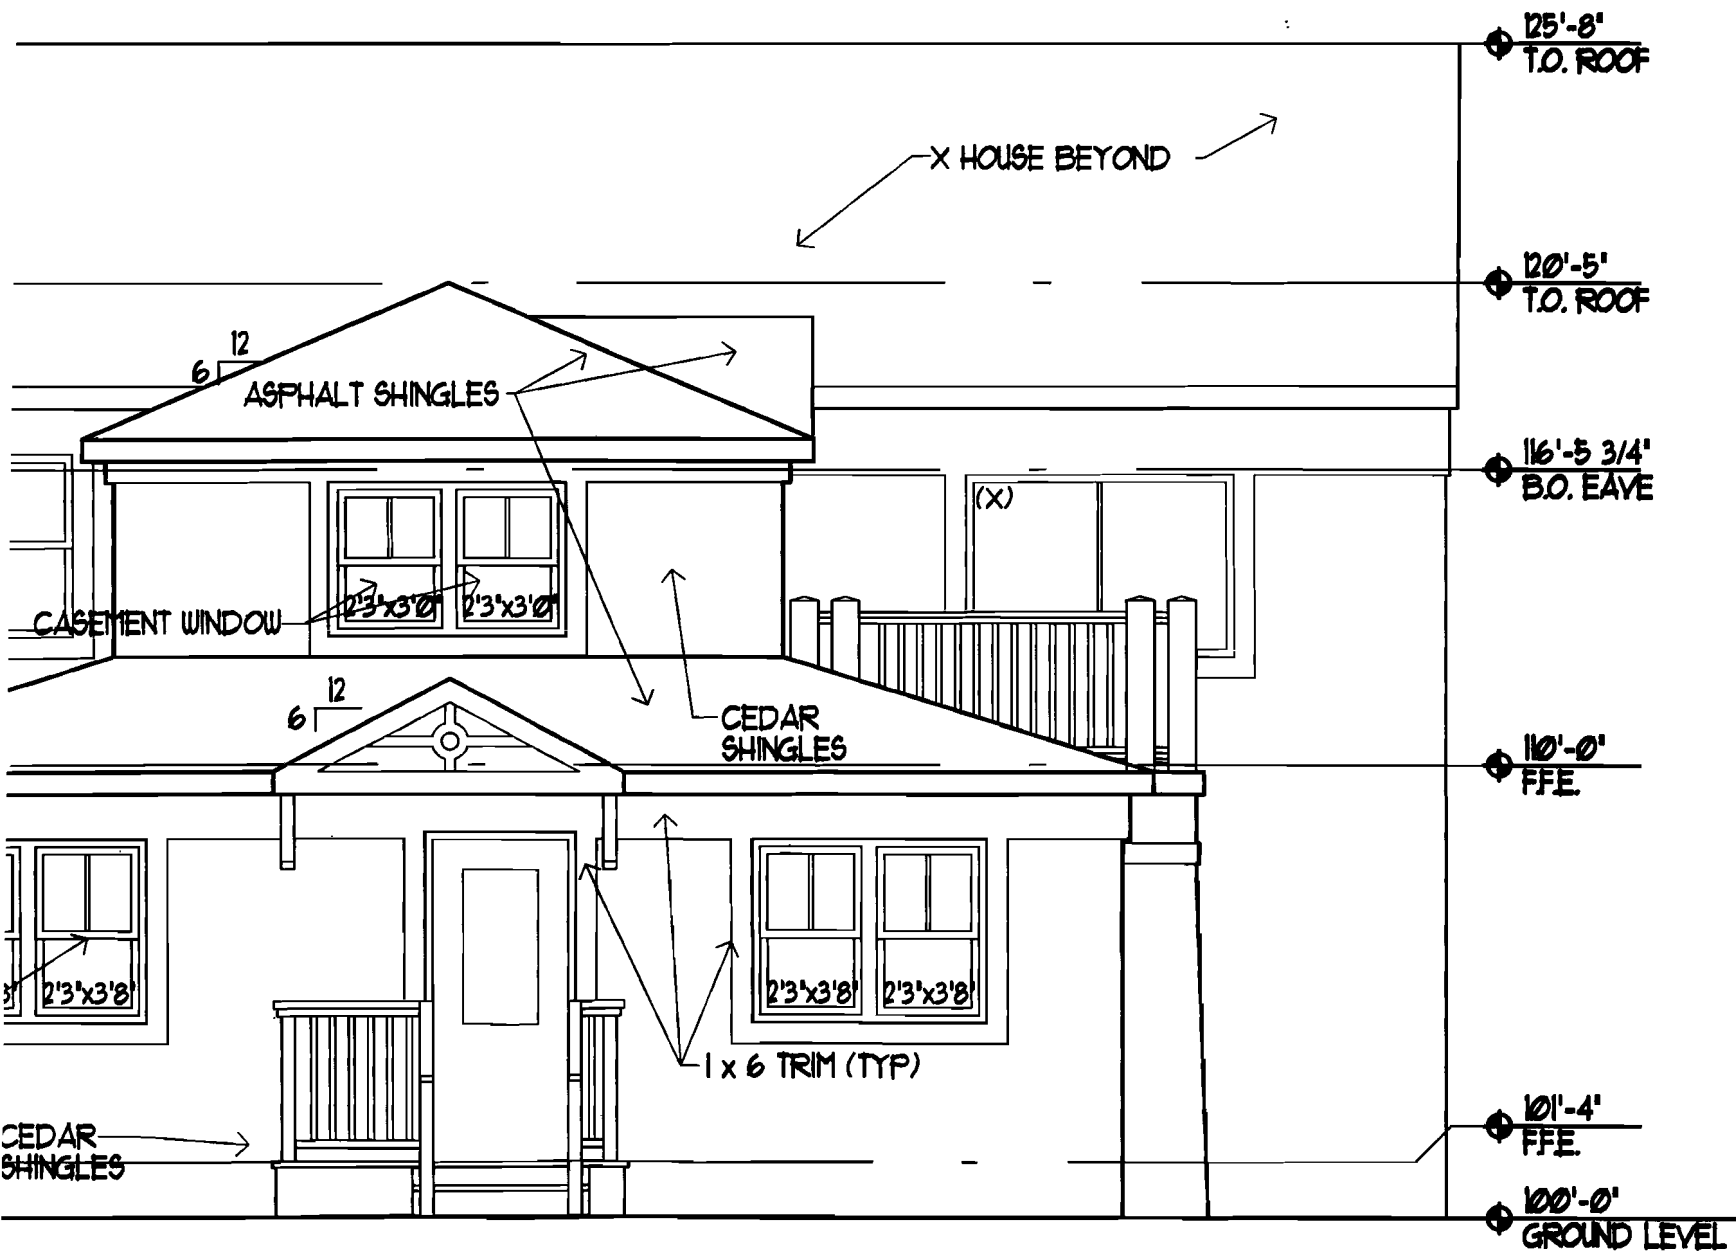 125'-8"
T.O. ROOF
X HOUSE BEYOND
120'-5"
T.O. ROOF
12
6
ASPHALT SHINGLES
116'-5 3/4"
B.O. EAVE
(X)
2'3"x3'0" 2'3"x3'0"
CASEMENT WINDOW
12
6
CEDAR
SHINGLES
110'-0"
F.F.E.
2'3"x3'8" 2'3"x3'8" 2'3"x3'8"
1 x 6 TRIM (TYP)
101'-4"
F.F.E.
CEDAR
SHINGLES
100'-0"
GROUND LEVEL